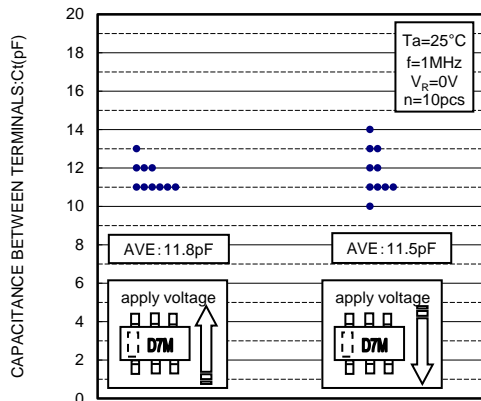 CAPACITANCE BETWEEN TERMINALS:Ct(pF)
20
18
16
14
12
10
8
6
4
2
0
Ta=25°C
f=1MHz
VR=0V
n=10pcs
AVE:11.8pF
AVE:11.5pF
apply voltage
D7M
apply voltage
D7M